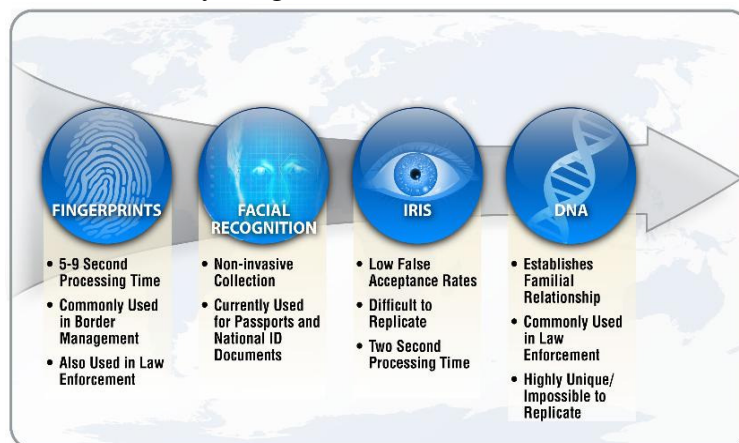 FINGERPRINTS
• 5-9 Second
Processing Time
• Commonly Used
in Border
Management
• Also Used in Law
Enforcement
FACIAL
RECOGNITION
• Non-invasive
Collection
• Currently Used
for Passports and
National ID
Documents
IRIS
• Low False
Acceptance Rates
• Difficult to
Replicate
• Two Second
Processing Time
DNA
• Establishes
Familial
Relationship
• Commonly Used
in Law
Enforcement
• Highly Unique/
Impossible to
Replicate